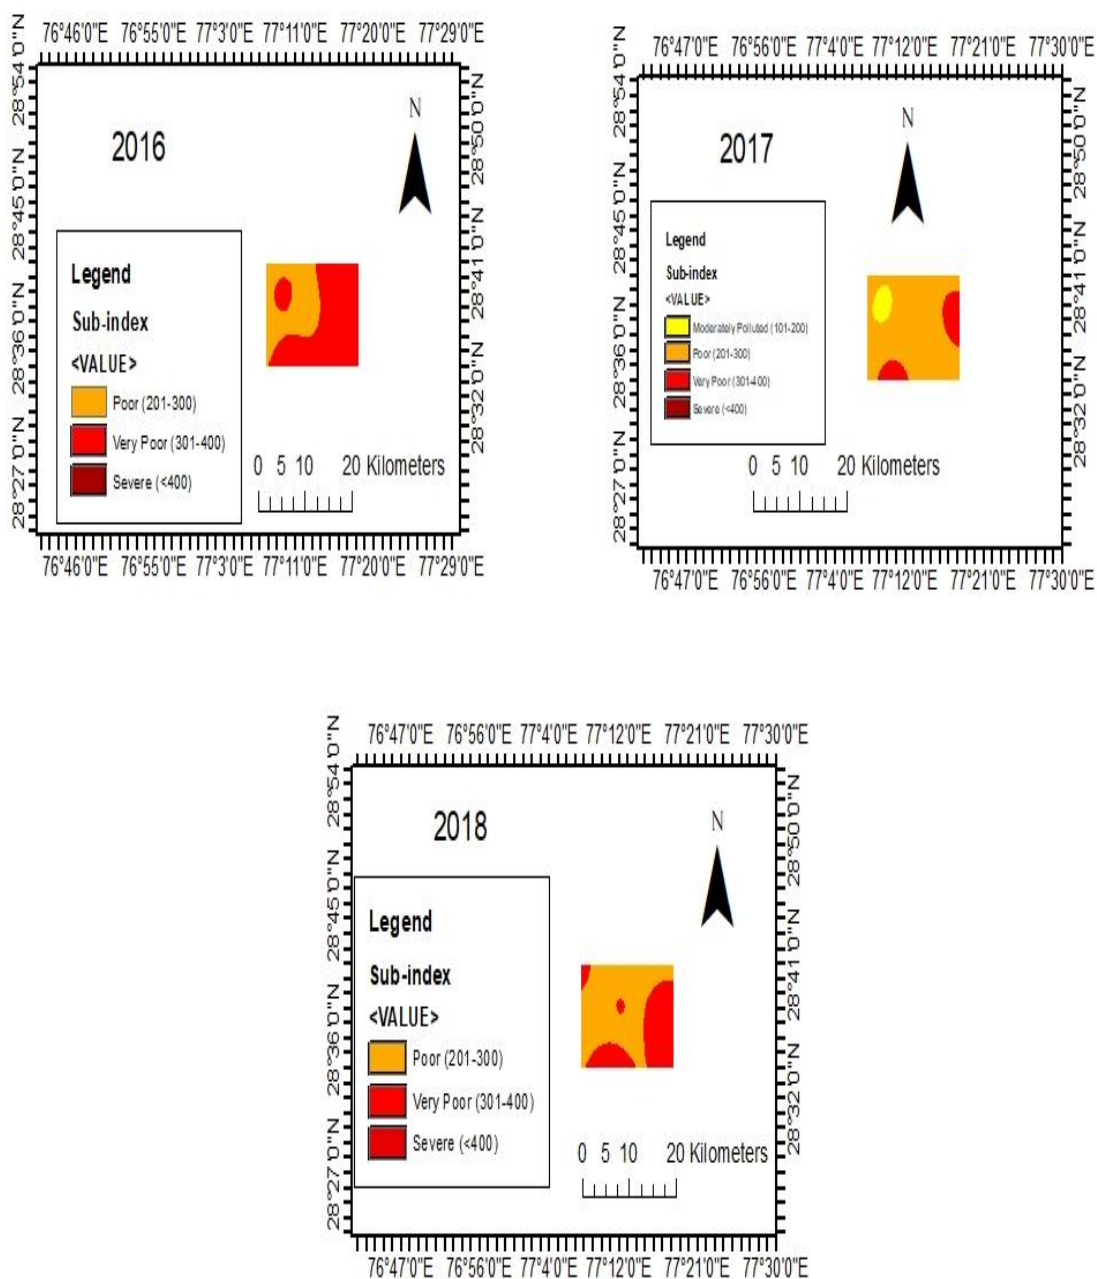 76°46'0"E 76°55'0"E 77°3'0"E 77°11'0"E 77°20'0"E 77°29'0"E
28°54'0"N
28°45'0"N
28°36'0"N
28°27'0"N
2016
N
Legend
Sub-index
<VALUE>
Poor (201-300)
Very Poor (301-400)
Severe (<400)
0 5 10 20 Kilometers
28°50'0"N
28°41'0"N
28°32'0"N
76°46'0"E 76°55'0"E 77°3'0"E 77°11'0"E 77°20'0"E 77°29'0"E
76°47'0"E 76°56'0"E 77°4'0"E 77°12'0"E 77°21'0"E 77°30'0"E
28°54'0"N
28°45'0"N
28°36'0"N
28°27'0"N
2017
N
Legend
Sub-index
<VALUE>
Moderately Polluted (101-200)
Poor (201-300)
Very Poor (301-400)
Severe (<400)
0 5 10 20 Kilometers
28°50'0"N
28°41'0"N
28°32'0"N
76°47'0"E 76°56'0"E 77°4'0"E 77°12'0"E 77°21'0"E 77°30'0"E
76°47'0"E 76°56'0"E 77°4'0"E 77°12'0"E 77°21'0"E 77°30'0"E
28°54'0"N
28°45'0"N
28°36'0"N
28°27'0"N
2018
N
Legend
Sub-index
<VALUE>
Poor (201-300)
Very Poor (301-400)
Severe (<400)
0 5 10 20 Kilometers
28°50'0"N
28°41'0"N
28°32'0"N
76°47'0"E 76°56'0"E 77°4'0"E 77°12'0"E 77°21'0"E 77°30'0"E